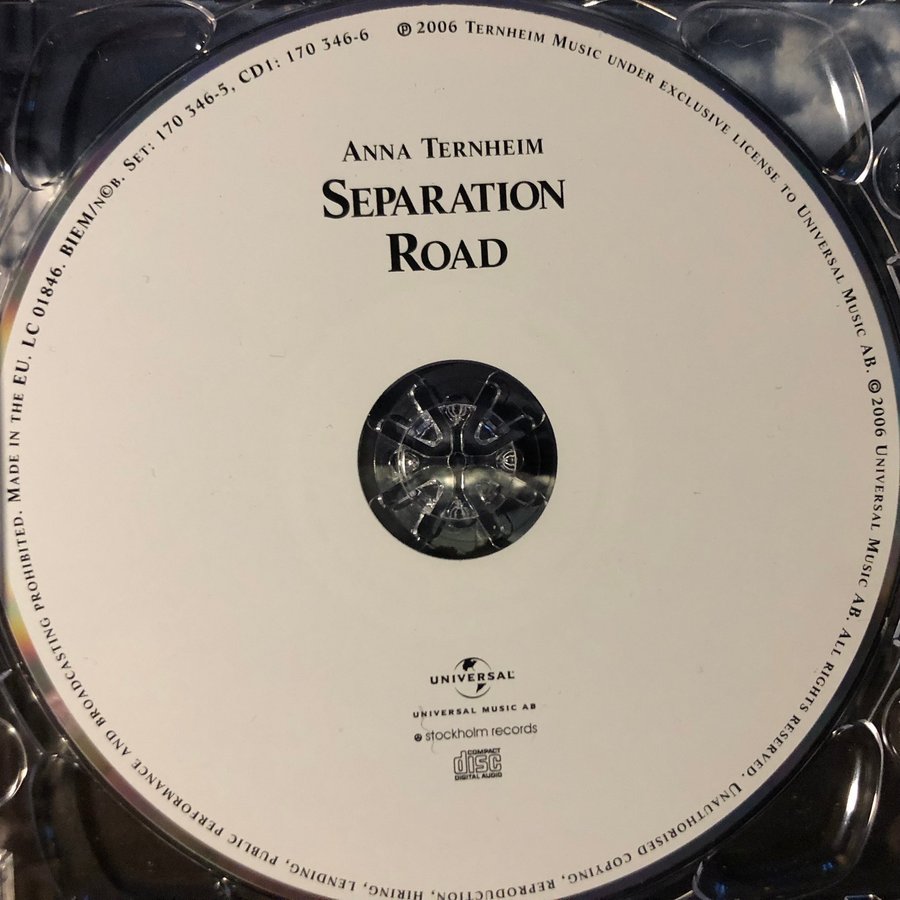 ANNA TERNHEIM
SEPARATION
ROAD
UNIVERSAL
UNIVERSAL MUSIC AB
stockholm records
COMPACT
disc
DIGITAL AUDIO
℗ 2006 TERNHEIM MUSIC UNDER EXCLUSIVE LICENSE TO UNIVERSAL MUSIC AB. © 2006 UNIVERSAL MUSIC AB. ALL RIGHTS RESERVED. UNAUTHORISED COPYING, REPRODUCTION, HIRING, LENDING, PUBLIC PERFORMANCE AND BROADCASTING PROHIBITED. MADE IN THE EU. LC 01846. BIEM/N©B. SET: 170 346-5, CD1: 170 346-6